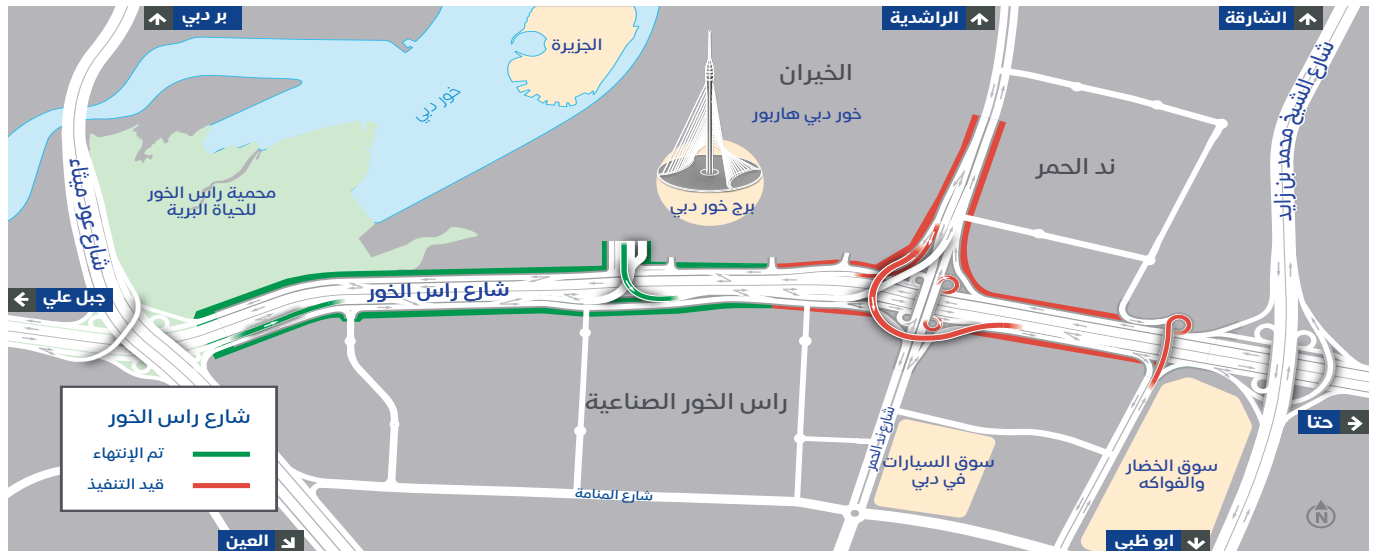 بر دبي
الراشدية
الشارقة
الجزيرة
الخيران
خور دبي هاربور
خور دبي
شارع الشيخ محمد بن زايد
ند الحمر
محمية راس الخور
للحياة البرية
شارع عود ميثاء
برج خور دبي
جبل علي
شارع راس الخور
راس الخور الصناعية
حتا
شارع راس الخور
تم الإنتهاء
قيد التنفيذ
شارع ند الحمر
سوق السيارات
في دبي
سوق الخضار
والفواكه
شارع المنامة
N
العين
ابو ظبي